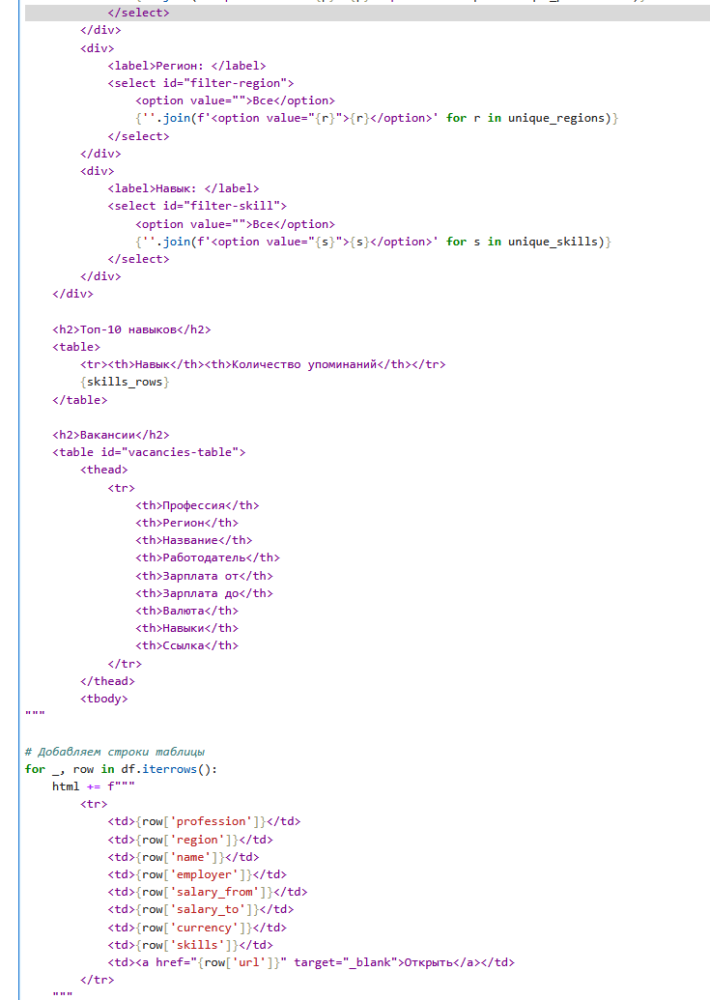 </select>
</div>
<div>
<label>Регион: </label>
<select id="filter-region">
<option value="">Все</option>
{''.join(f'<option value="{r}">{r}</option>' for r in unique_regions)}
</select>
</div>
<div>
<label>Навык: </label>
<select id="filter-skill">
<option value="">Все</option>
{''.join(f'<option value="{s}">{s}</option>' for s in unique_skills)}
</select>
</div>
</div>
<h2>Топ-10 навыков</h2>
<table>
<tr><th>Навык</th><th>Количество упоминаний</th></tr>
{skills_rows}
</table>
<h2>Вакансии</h2>
<table id="vacancies-table">
<thead>
<tr>
<th>Профессия</th>
<th>Регион</th>
<th>Название</th>
<th>Работодатель</th>
<th>Зарплата от</th>
<th>Зарплата до</th>
<th>Валюта</th>
<th>Навыки</th>
<th>Ссылка</th>
</tr>
</thead>
<tbody>
"""
# Добавляем строки таблицы
for _, row in df.iterrows():
html += f"""
<tr>
<td>{row['profession']}</td>
<td>{row['region']}</td>
<td>{row['name']}</td>
<td>{row['employer']}</td>
<td>{row['salary_from']}</td>
<td>{row['salary_to']}</td>
<td>{row['currency']}</td>
<td>{row['skills']}</td>
<td><a href="{row['url']}" target="_blank">Открыть</a></td>
</tr>
"""